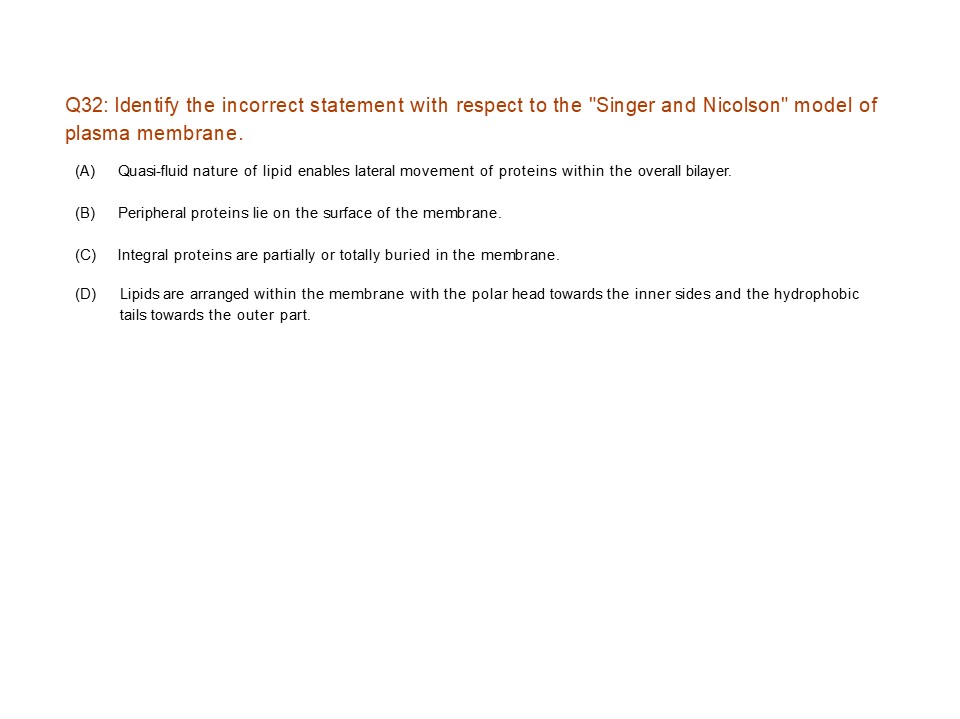 Q32: Identify the incorrect statement with respect to the "Singer and Nicolson" model of
plasma membrane.
(A) Quasi-fluid nature of lipid enables lateral movement of proteins within the overall bilayer.
(B) Peripheral proteins lie on the surface of the membrane.
(C) Integral proteins are partially or totally buried in the membrane.
(D) Lipids are arranged within the membrane with the polar head towards the inner sides and the hydrophobic
tails towards the outer part.